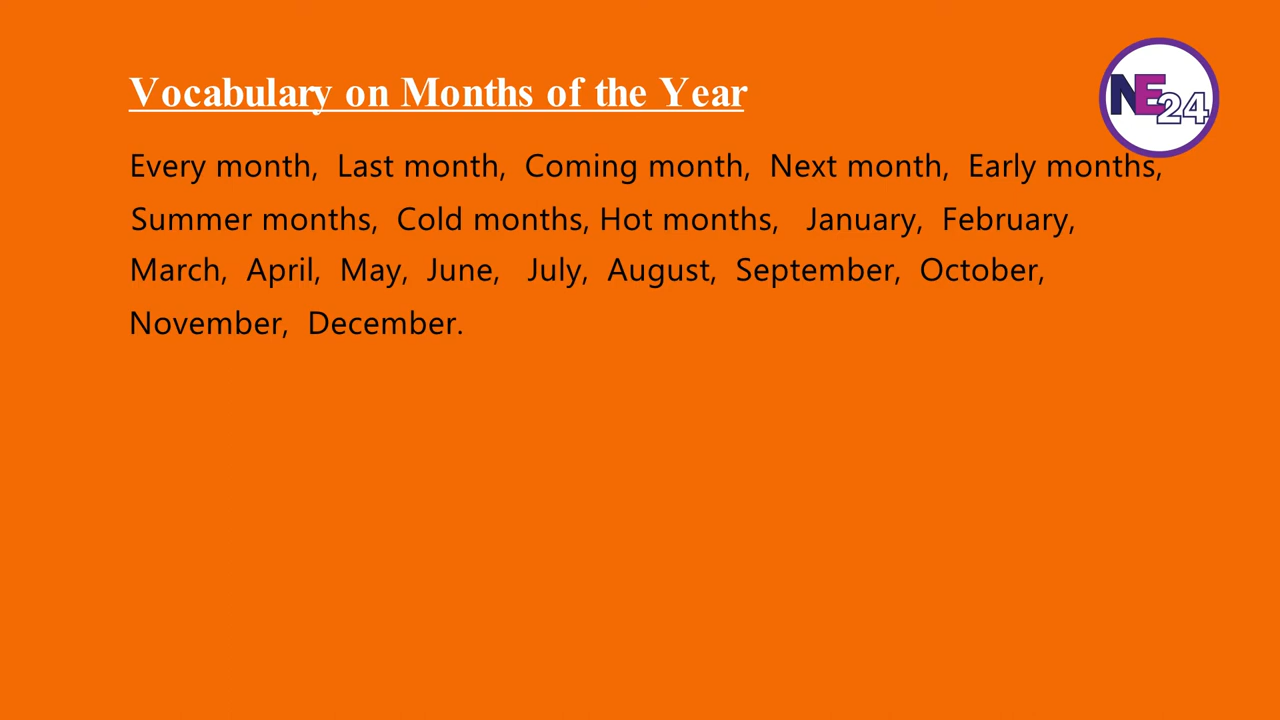 Vocabulary on Months of the Year
NE24
Every month, Last month, Coming month, Next month, Early months,
Summer months, Cold months, Hot months, January, February,
March, April, May, June, July, August, September, October,
November, December.